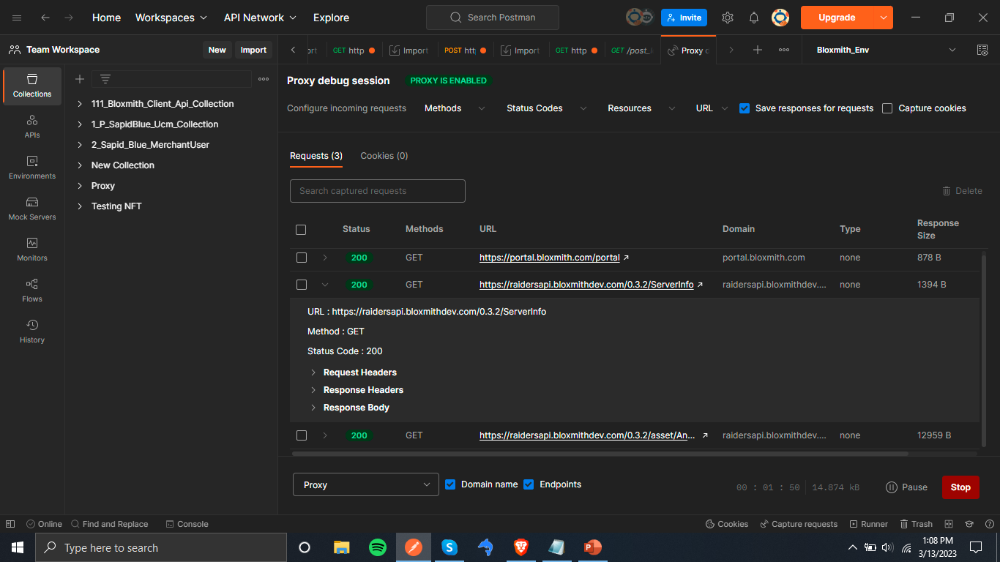 Home Workspaces API Network Explore Search Postman Invite Upgrade
Team Workspace New Import
GET http Import POST Import GET http GET /post_ Proxy Bloxmith_Env
Collections
APIs
Environments
Mock Servers
Monitors
Flows
History
111_Bloxmith_Client_Api_Collection
1_P_SapidBlue_Ucm_Collection
2_Sapid_Blue_MerchantUser
New Collection
Proxy
Testing NFT
Proxy debug session PROXY IS ENABLED
Configure incoming requests Methods Status Codes Resources URL Save responses for requests Capture cookies
Requests (3) Cookies (0)
Search captured requests Delete
Status Methods URL Domain Type Response Size
200 GET https://portal.bloxmith.com/portal portal.bloxmith.com none 878 B
200 GET https://raidersapi.bloxmithdev.com/0.3.2/ServerInfo raidersapi.bloxmithdev.... none 1394 B
URL : https://raidersapi.bloxmithdev.com/0.3.2/ServerInfo
Method : GET
Status Code : 200
Request Headers
Response Headers
Response Body
200 GET https://raidersapi.bloxmithdev.com/0.3.2/asset/An... raidersapi.bloxmithdev.... none 12959 B
Proxy Domain name Endpoints 00 : 01 : 50 14.874 kB Pause Stop
Online Find and Replace Console Cookies Capture requests Runner Trash
Type here to search
1:08 PM
3/13/2023